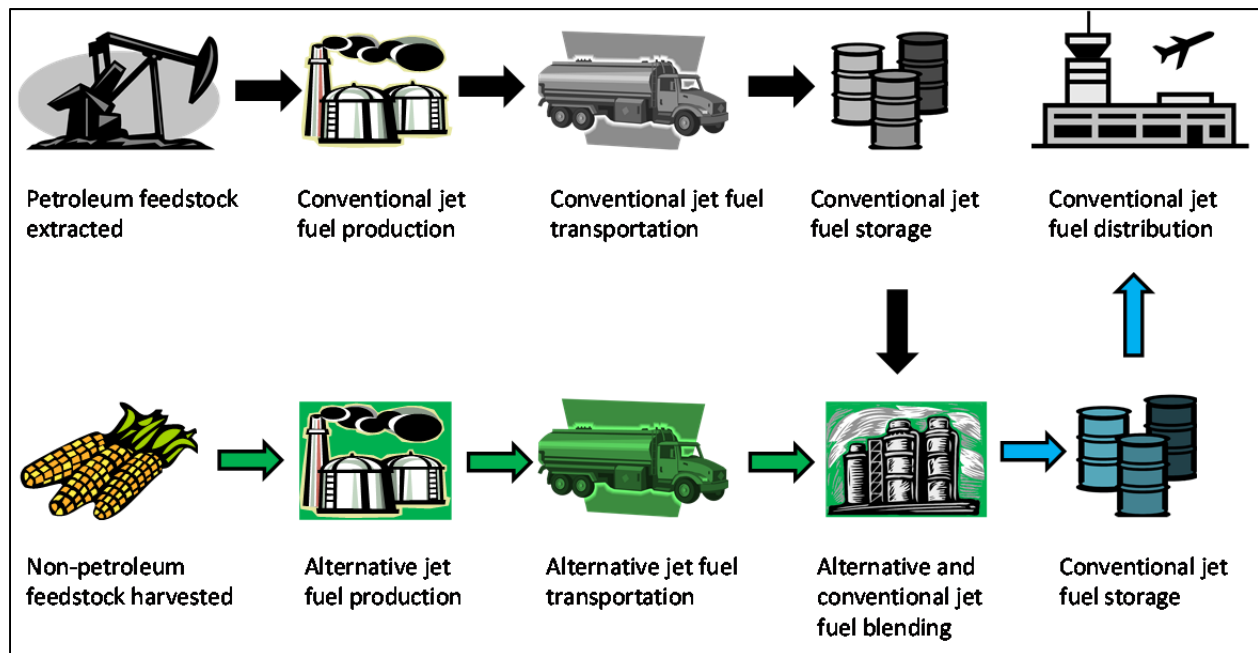 Petroleum feedstock
extracted
Conventional jet
fuel production
Conventional jet fuel
transportation
Conventional jet
fuel storage
Conventional jet
fuel distribution
Non-petroleum
feedstock harvested
Alternative jet
fuel production
Alternative jet fuel
transportation
Alternative and
conventional jet
fuel blending
Conventional jet
fuel storage